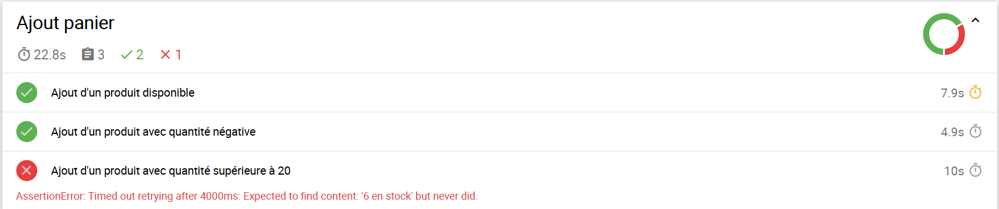 Ajout panier
22.8s 3 2 1
Ajout d'un produit disponible 7.9s
Ajout d'un produit avec quantité négative 4.9s
Ajout d'un produit avec quantité supérieure à 20 10s
AssertionError: Timed out retrying after 4000ms: Expected to find content: '6 en stock' but never did.